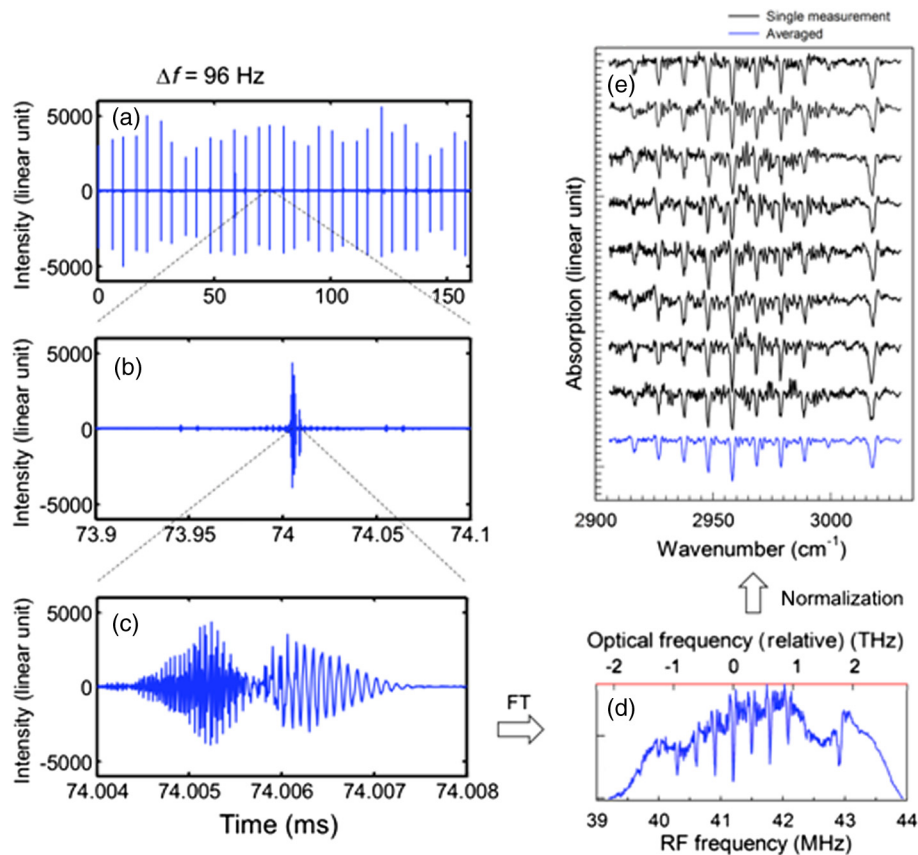 Single measurement
Averaged
Δf = 96 Hz
(a)
5000
0
-5000
Intensity (linear unit)
0 50 100 150
(b)
5000
0
-5000
Intensity (linear unit)
73.9 73.95 74 74.05 74.1
(c)
5000
0
-5000
Intensity (linear unit)
74.004 74.005 74.006 74.007 74.008
Time (ms)
FT
(e)
Absorption (linear unit)
2900 2950 3000
Wavenumber (cm⁻¹)
Normalization
Optical frequency (relative) (THz)
-2 -1 0 1 2
(d)
39 40 41 42 43 44
RF frequency (MHz)